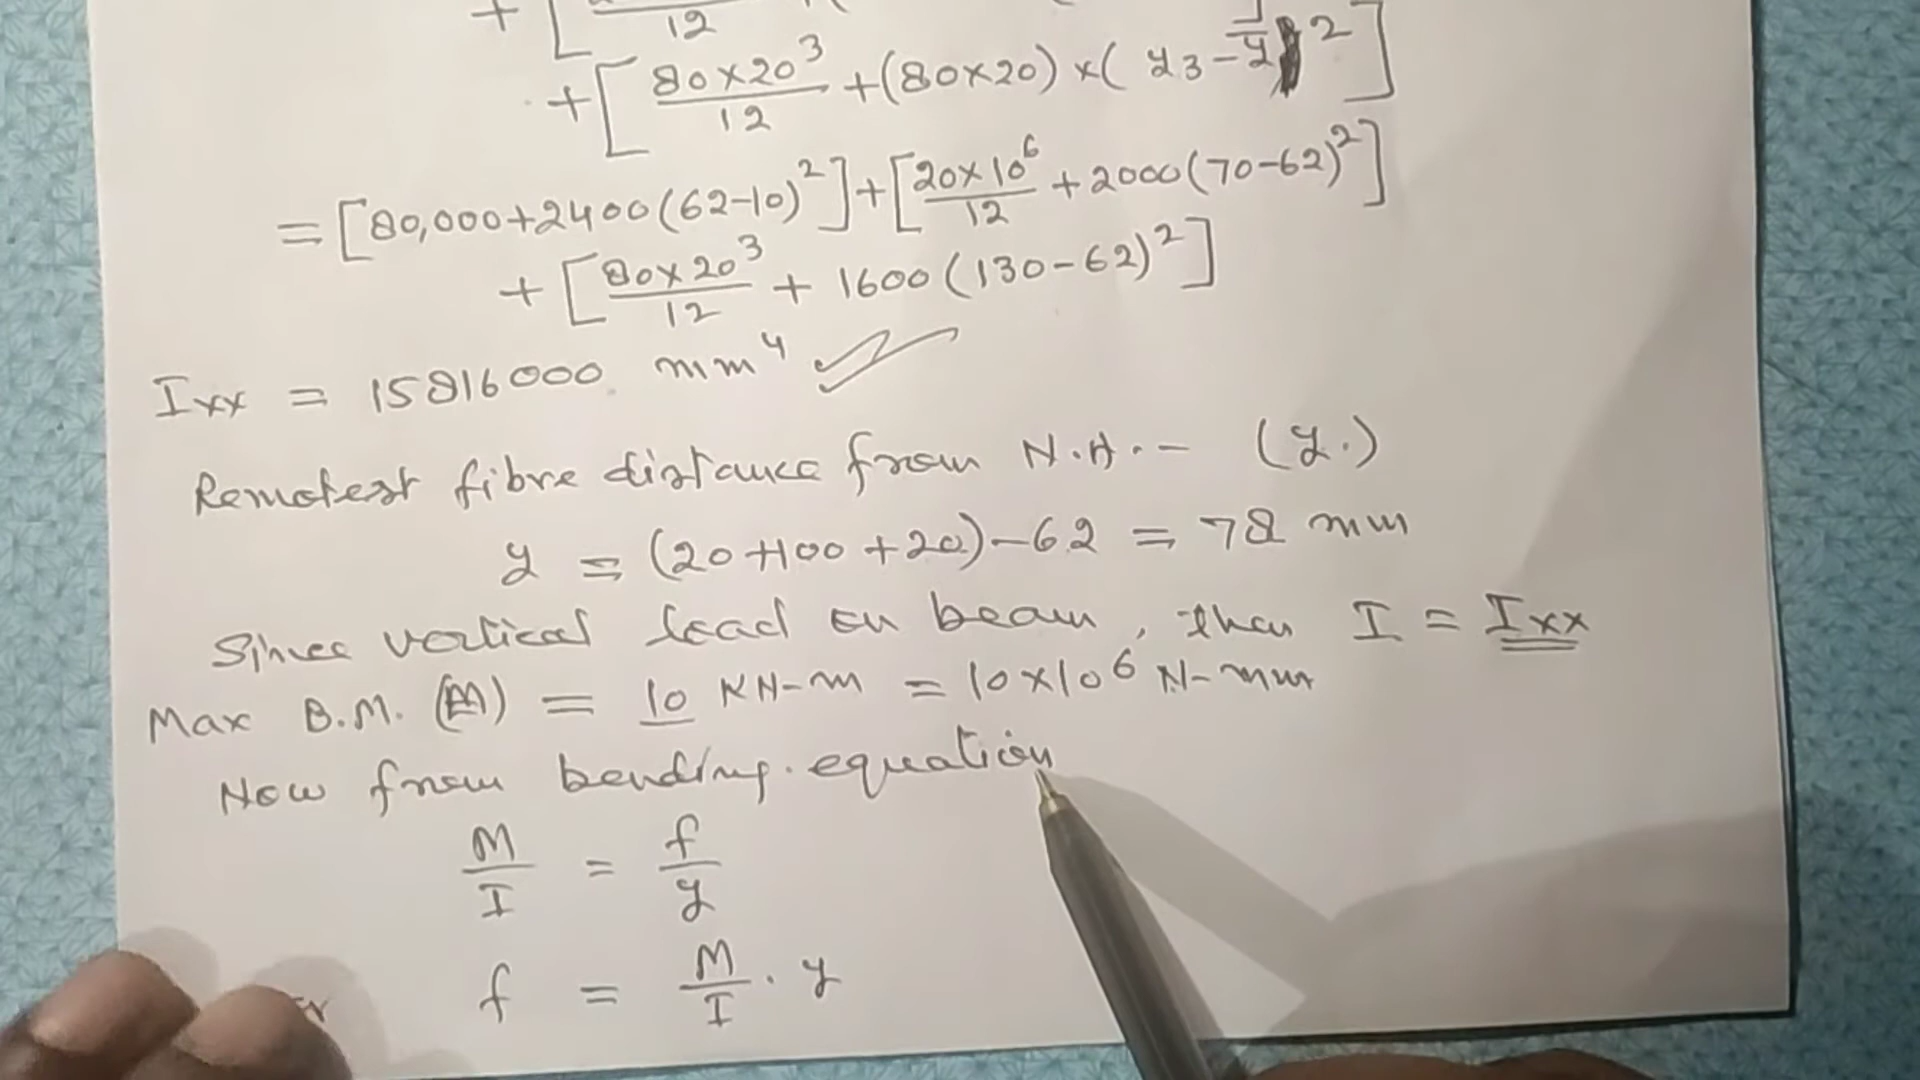 + [ 12
+ [ 80×20³/12 + (80×20) × ( y3 - ȳ)² ]
= [80,000+2400(62-10)²] + [20×10⁶/12 + 2000(70-62)²]
+ [ 80×20³/12 + 1600(130-62)² ]
Ixx = 15816000 mm⁴
Remotest fibre distance from N.A. - (y.)
y = (20+100+20)-62 = 78 mm
Since vertical load on beam, then I = Ixx
Max B.M. (M) = 10 KN-m = 10×10⁶ N-mm
Now from bending equation
M/I = f/y
f = M/I . y